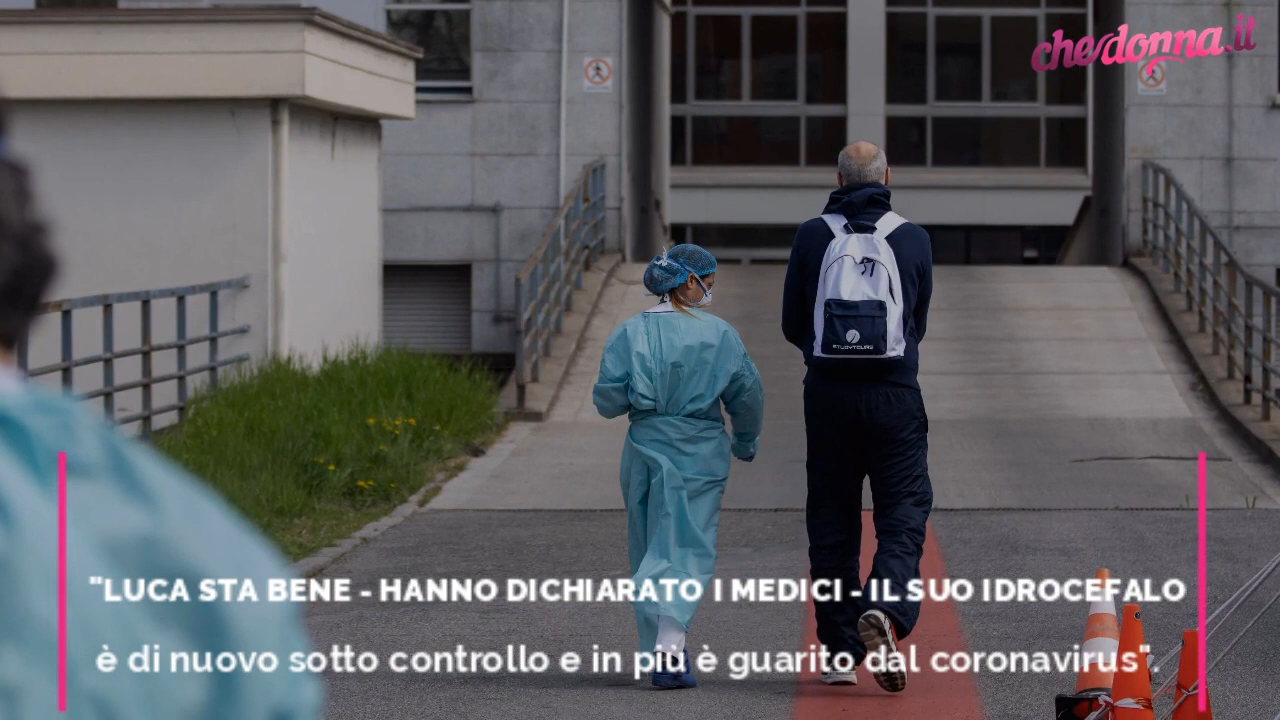 chedonna.it
STUDYTOURS
"LUCA STA BENE - HANNO DICHIARATO I MEDICI - IL SUO IDROCEFALO
è di nuovo sotto controllo e in più è guarito dal coronavirus".